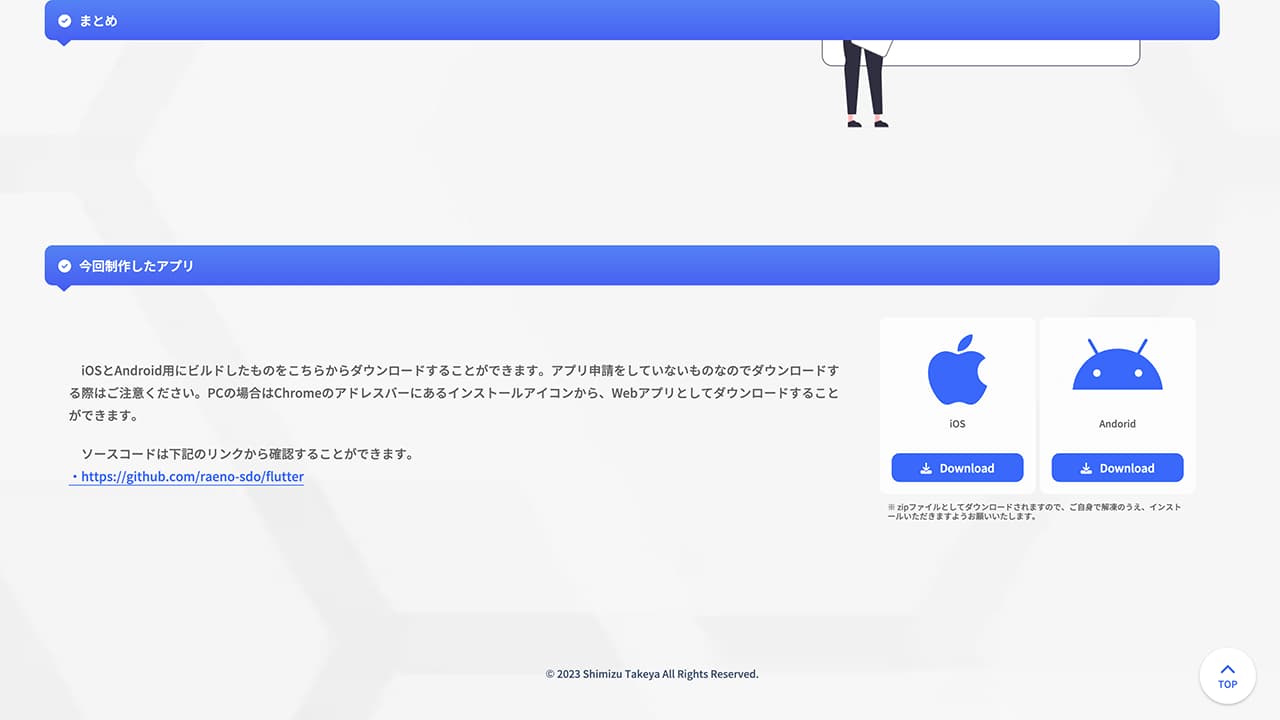 まとめ
今回制作したアプリ
iOSとAndroid用にビルドしたものをこちらからダウンロードすることができます。アプリ申請をしていないものなのでダウンロードす
る際はご注意ください。PCの場合はChromeのアドレスバーにあるインストールアイコンから、Webアプリとしてダウンロードすること
ができます。
ソースコードは下記のリンクから確認することができます。
・https://github.com/raeno-sdo/flutter
iOS
Download
Andorid
Download
※ zipファイルとしてダウンロードされますので、ご自身で解凍のうえ、インスト
ールいただきますようお願いいたします。
© 2023 Shimizu Takeya All Rights Reserved.
TOP